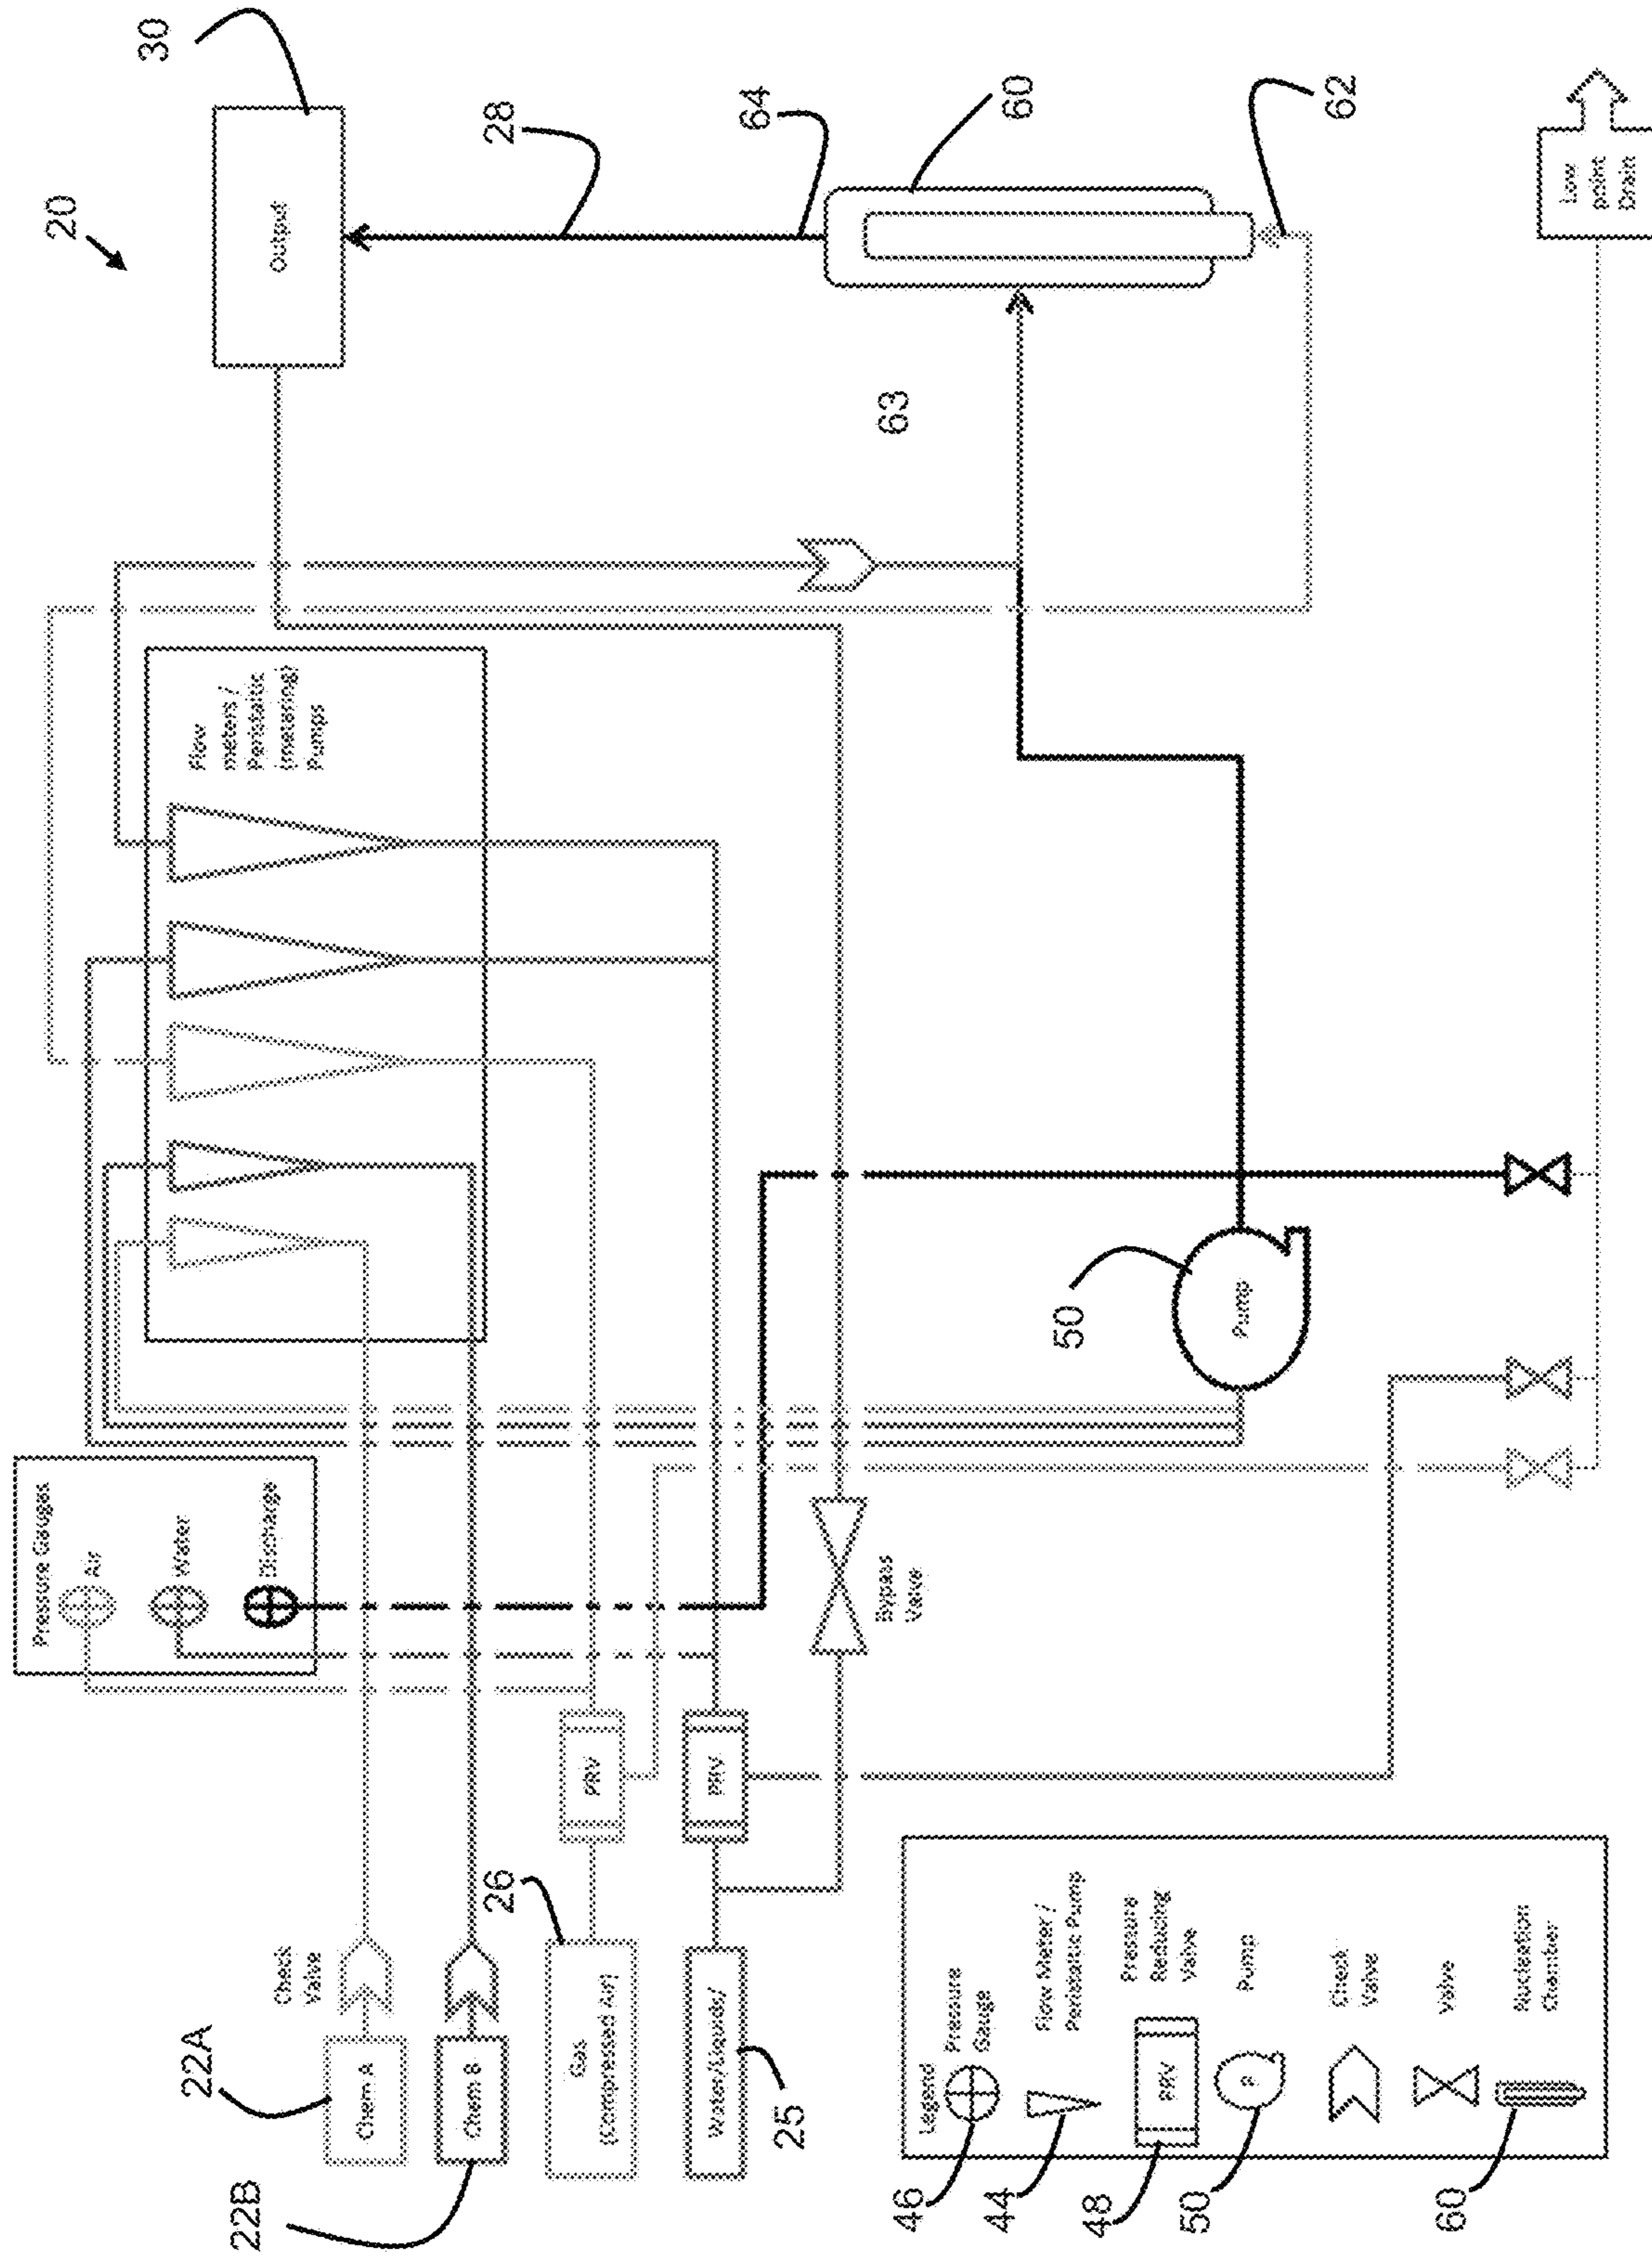 20
Pressure Gauges
Air
Water
Discharge
Flow
meters /
Peristaltic
(metering)
Pumps
Output
30
28
64
60
62
63
22A
Chem A
Check
Valve
22B
Chem B
26
Gas
(Compressed Air)
PRV
Water/Liquids/
25
PRV
Bypass
Valve
50
Pump
Low
point
Drain
Legend
46
Pressure
Gauge
44
Flow Meter /
Peristaltic Pump
48
PRV
Pressure
Reducing
Valve
50
P
Pump
Check
Valve
Valve
60
Nucleation
Chamber